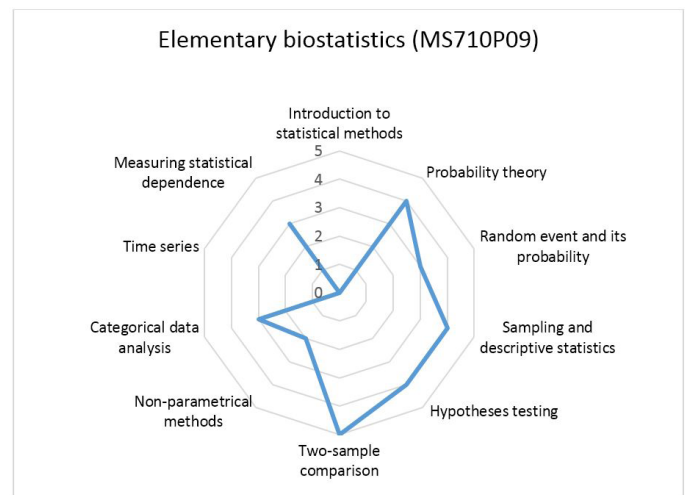 Elementary biostatistics (MS710P09)
Introduction to
statistical methods
Probability theory
Random event and its
probability
Sampling and
descriptive statistics
Hypotheses testing
Two-sample
comparison
Non-parametrical
methods
Categorical data
analysis
Time series
Measuring statistical
dependence
5
4
3
2
1
0